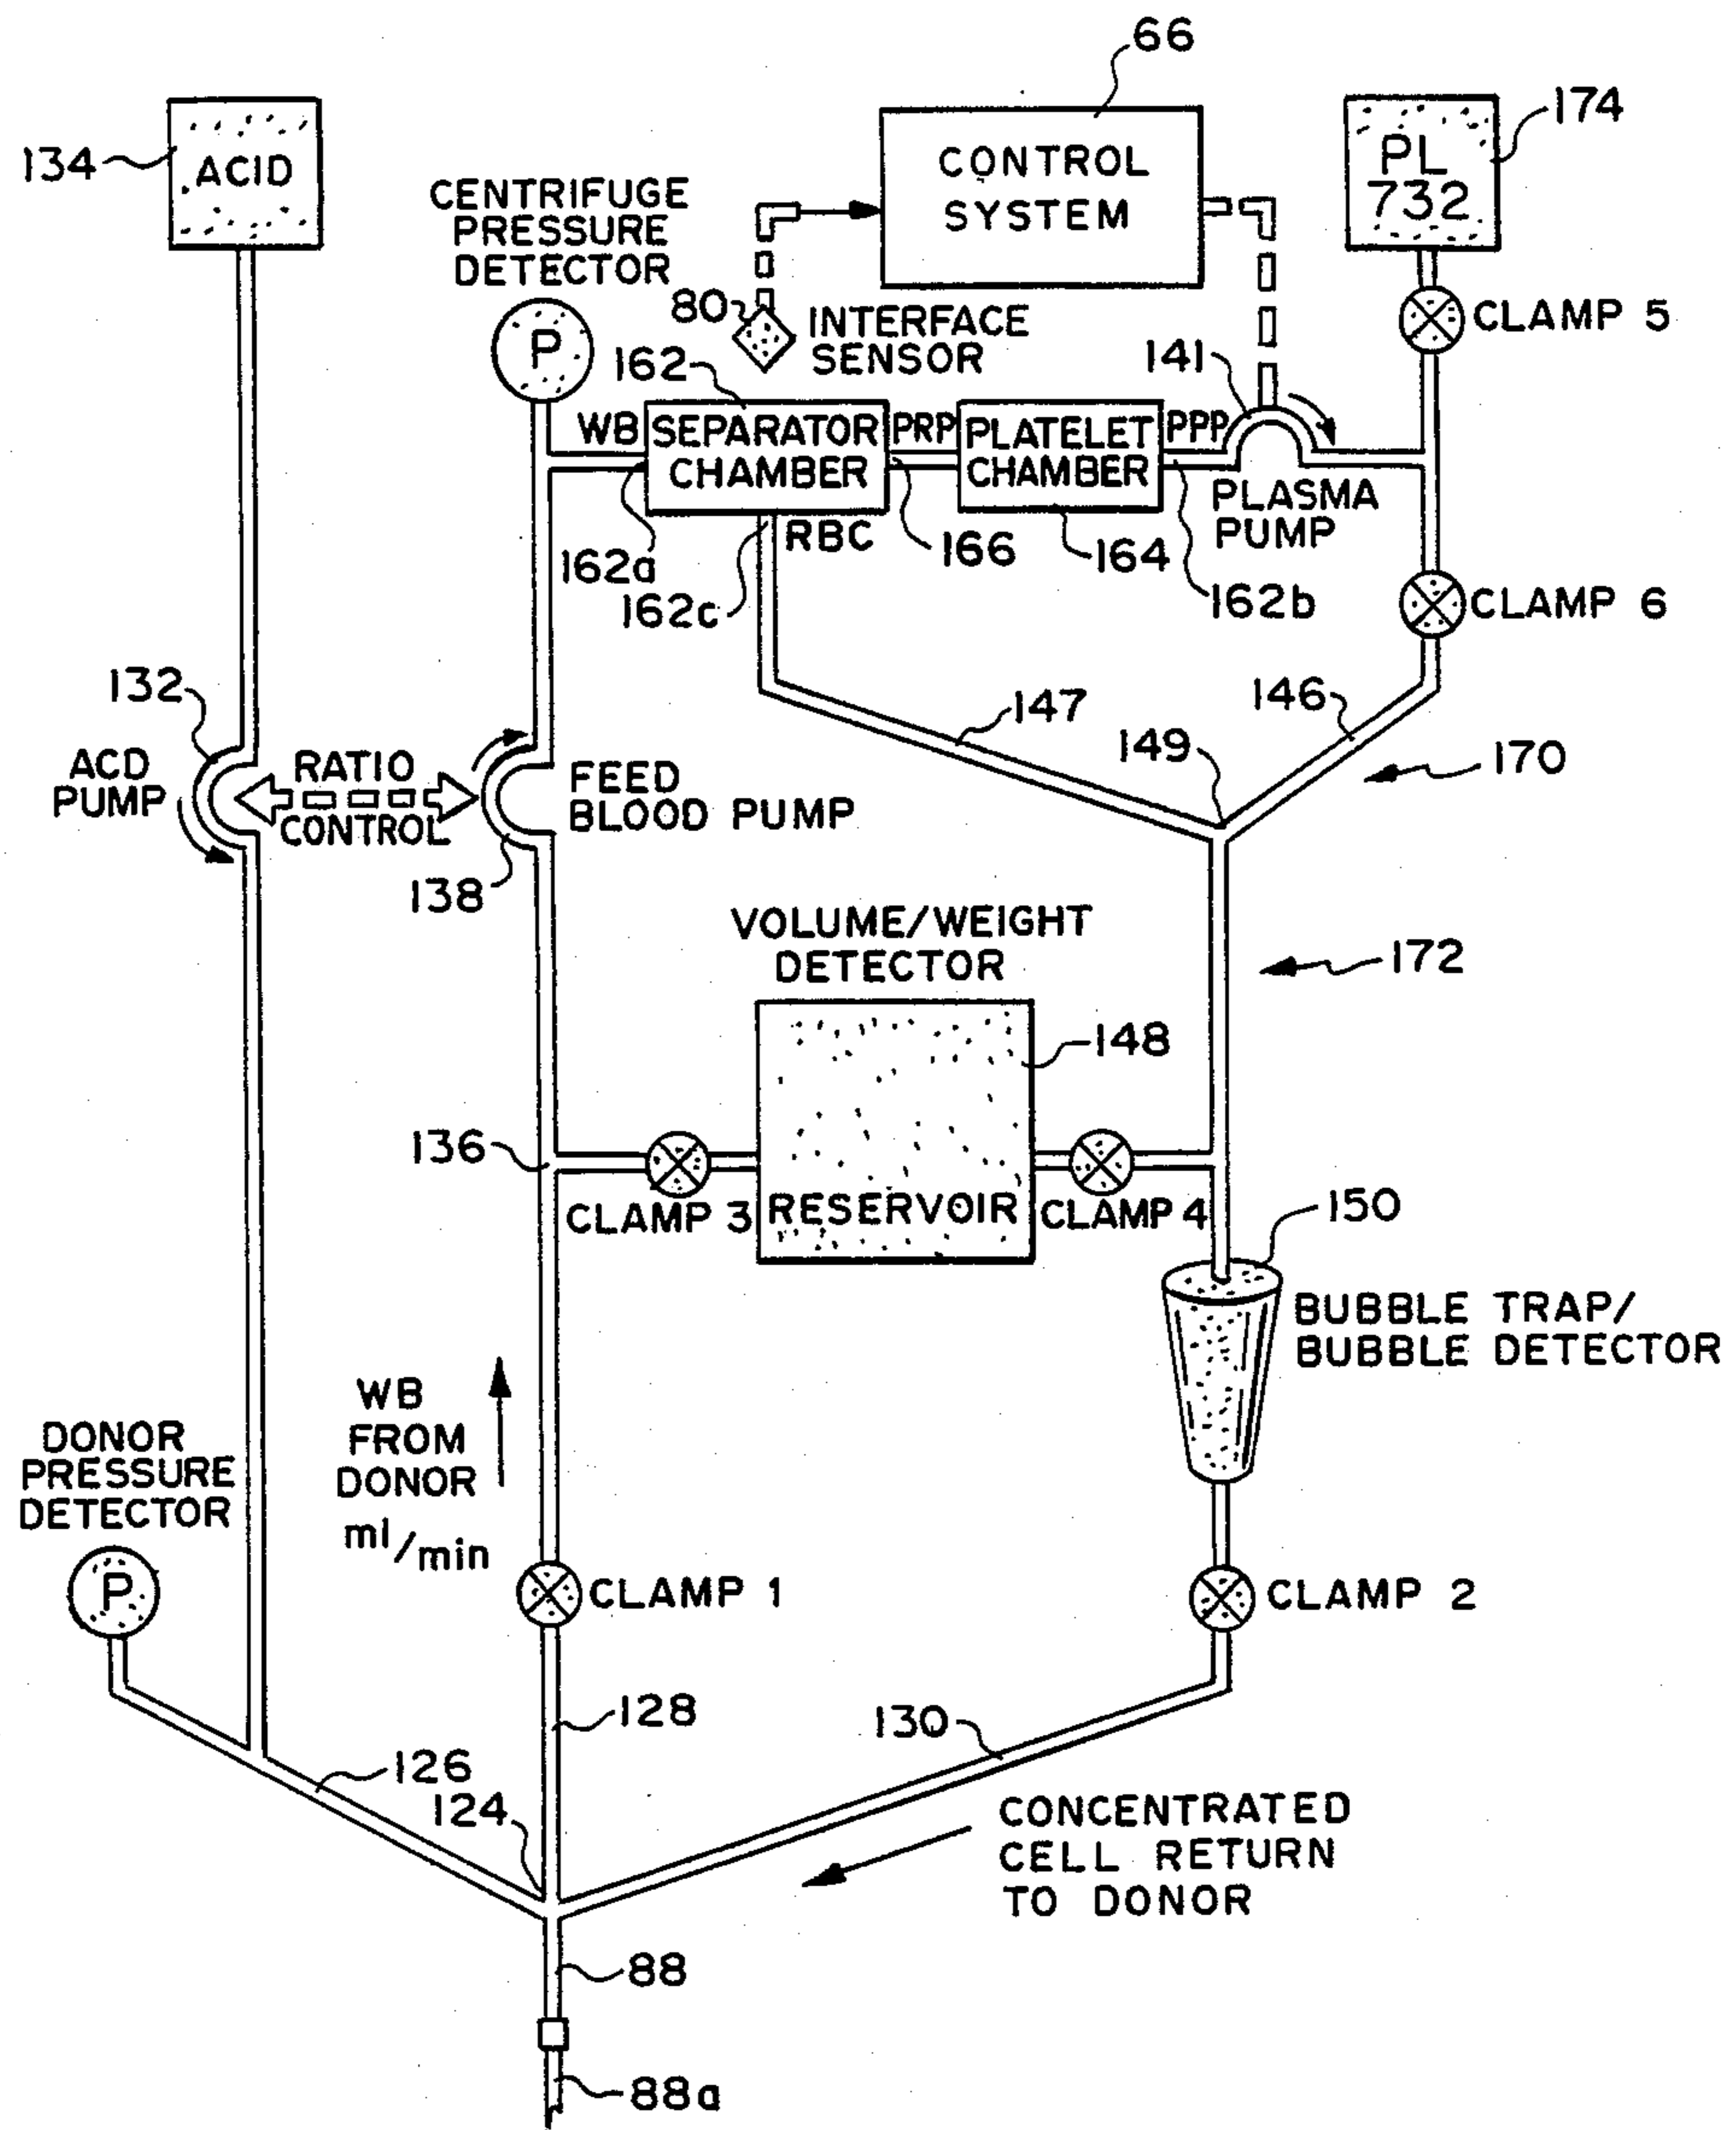 66
134
ACID
CONTROL
SYSTEM
PL
732
174
CENTRIFUGE
PRESSURE
DETECTOR
P
80
INTERFACE
SENSOR
CLAMP 5
162
141
WB
SEPARATOR
CHAMBER
PRP
PLATELET
CHAMBER
PPP
PLASMA
PUMP
RBC
166
164
162a
162b
162c
CLAMP 6
132
147
146
149
170
ACD
PUMP
RATIO
CONTROL
FEED
BLOOD PUMP
138
VOLUME/WEIGHT
DETECTOR
172
148
136
CLAMP 3
RESERVOIR
CLAMP 4
150
BUBBLE TRAP/
BUBBLE DETECTOR
WB
FROM
DONOR
ml/min
DONOR
PRESSURE
DETECTOR
P
CLAMP 1
CLAMP 2
128
130
126
124
CONCENTRATED
CELL RETURN
TO DONOR
88
88a